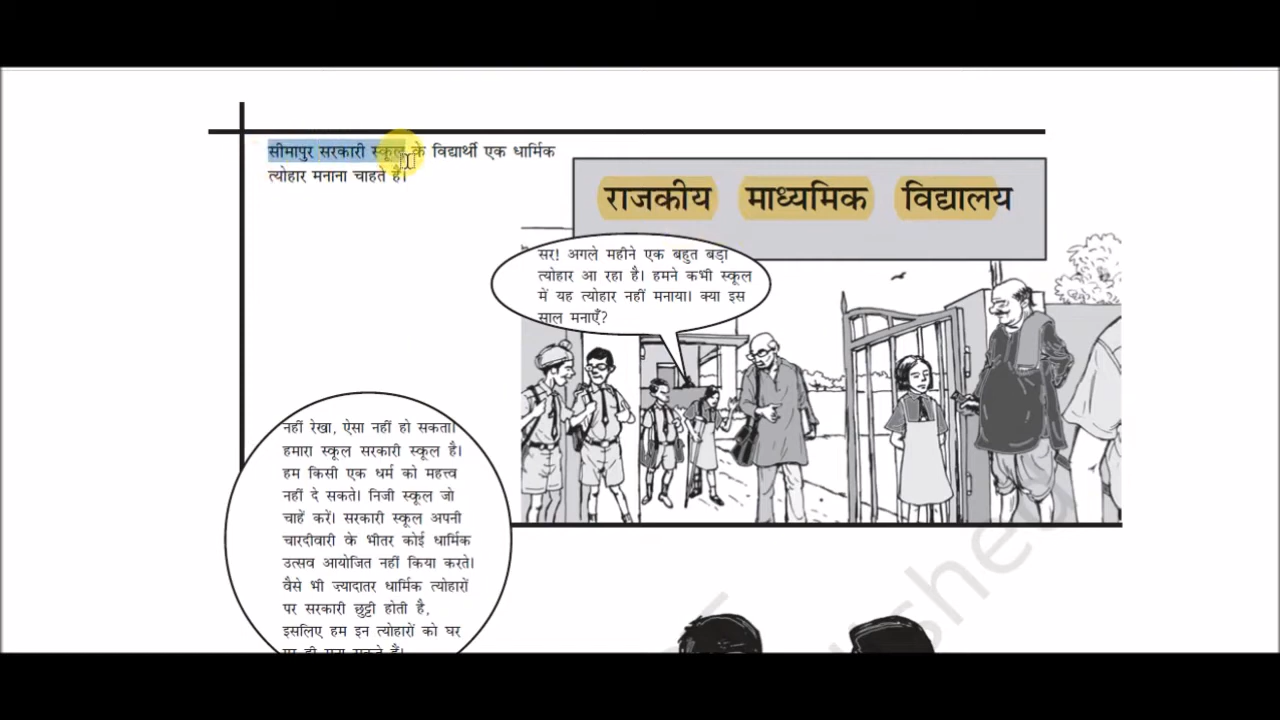 सीमापुर सरकारी स्कूल के विद्यार्थी एक धार्मिक
त्योहार मनाना चाहते हैं।
राजकीय माध्यमिक विद्यालय
सर! अगले महीने एक बहुत बड़ा
त्योहार आ रहा है। हमने कभी स्कूल
में यह त्योहार नहीं मनाया। क्या इस
साल मनाएँ?
नहीं रेखा, ऐसा नहीं हो सकता।
हमारा स्कूल सरकारी स्कूल है।
हम किसी एक धर्म को महत्त्व
नहीं दे सकते। निजी स्कूल जो
चाहें करें। सरकारी स्कूल अपनी
चारदीवारी के भीतर कोई धार्मिक
उत्सव आयोजित नहीं किया करते।
वैसे भी ज़्यादातर धार्मिक त्योहारों
पर सरकारी छुट्टी होती है,
इसलिए हम इन त्योहारों को घर